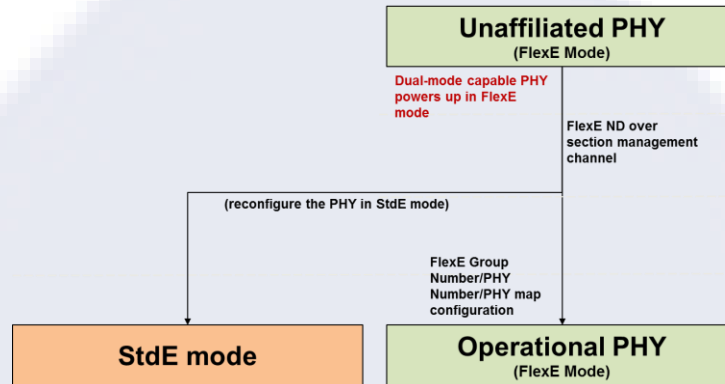 Unaffiliated PHY
(FlexE Mode)
Dual-mode capable PHY
powers up in FlexE
mode
FlexE ND over
section management
channel
(reconfigure the PHY in StdE mode)
FlexE Group
Number/PHY
Number/PHY map
configuration
StdE mode
Operational PHY
(FlexE Mode)